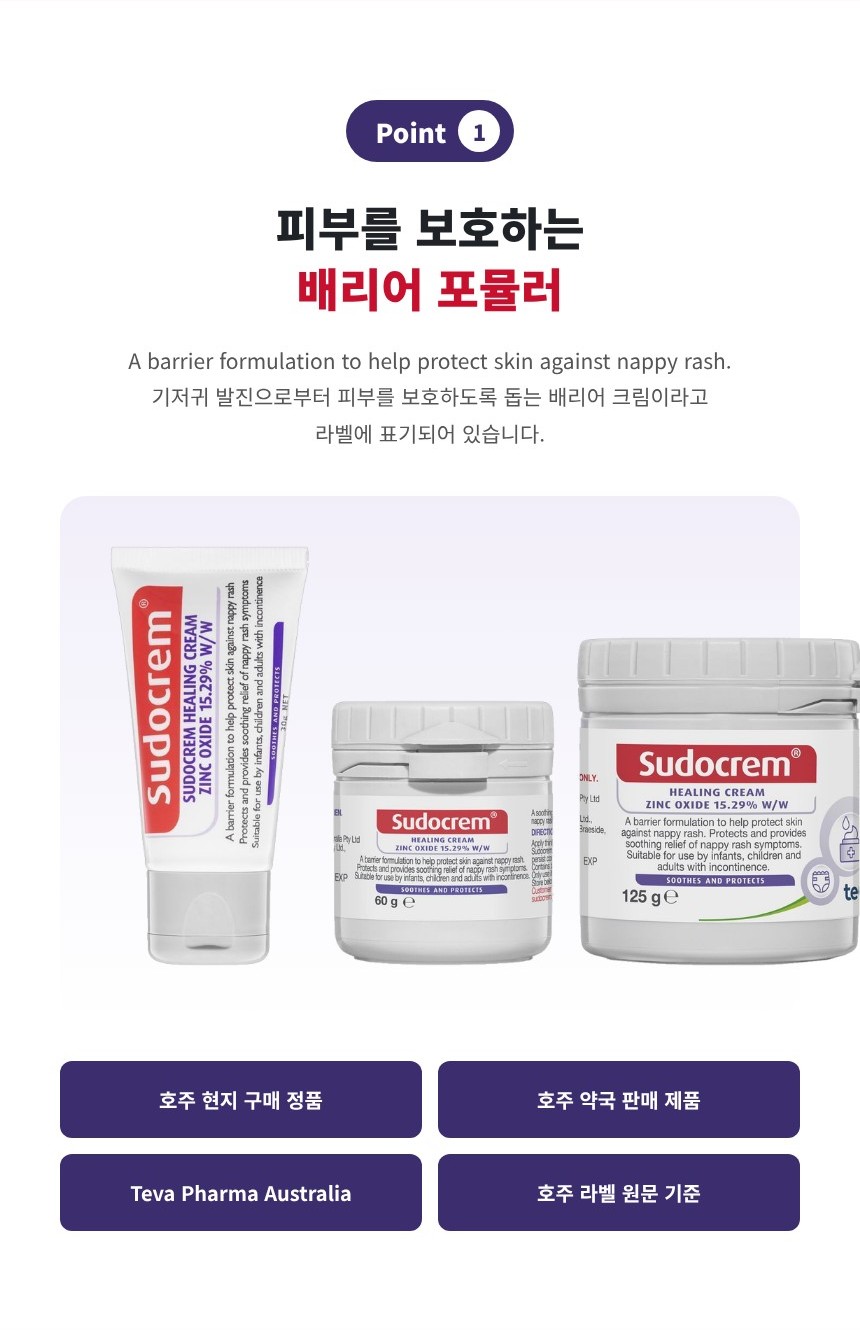 Point 1
피부를 보호하는
배리어 포뮬러
A barrier formulation to help protect skin against nappy rash.
기저귀 발진으로부터 피부를 보호하도록 돕는 배리어 크림이라고
라벨에 표기되어 있습니다.
Sudocrem®
SUDOCREM HEALING CREAM
ZINC OXIDE 15.29% W/W
A barrier formulation to help protect skin against nappy rash
Protects and provides soothing relief of nappy rash symptoms
Suitable for use by infants, children and adults with incontinence
SOOTHES AND PROTECTS
30g NET
Sudocrem®
HEALING CREAM
ZINC OXIDE 15.29% W/W
A barrier formulation to help protect skin against nappy rash.
Protects and provides soothing relief of nappy rash symptoms.
Suitable for use by infants, children and adults with incontinence.
SOOTHES AND PROTECTS
60 g ℮
Pty Ltd
EXP
Sudocrem®
HEALING CREAM
ZINC OXIDE 15.29% W/W
A barrier formulation to help protect skin
against nappy rash. Protects and provides
soothing relief of nappy rash symptoms.
Suitable for use by infants, children and
adults with incontinence.
SOOTHES AND PROTECTS
125 g ℮
ONLY.
Pty Ltd
Ltd.,
EXP
te
호주 현지 구매 정품
호주 약국 판매 제품
Teva Pharma Australia
호주 라벨 원문 기준